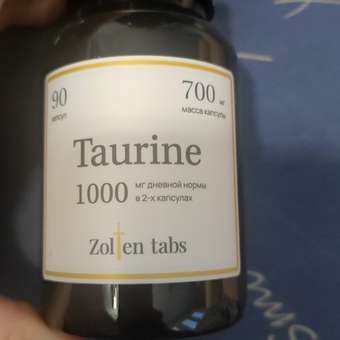 90
капсул
700 мг
масса капсулы
Taurine
1000 мг дневной нормы
в 2-х капсулах
Zolten tabs